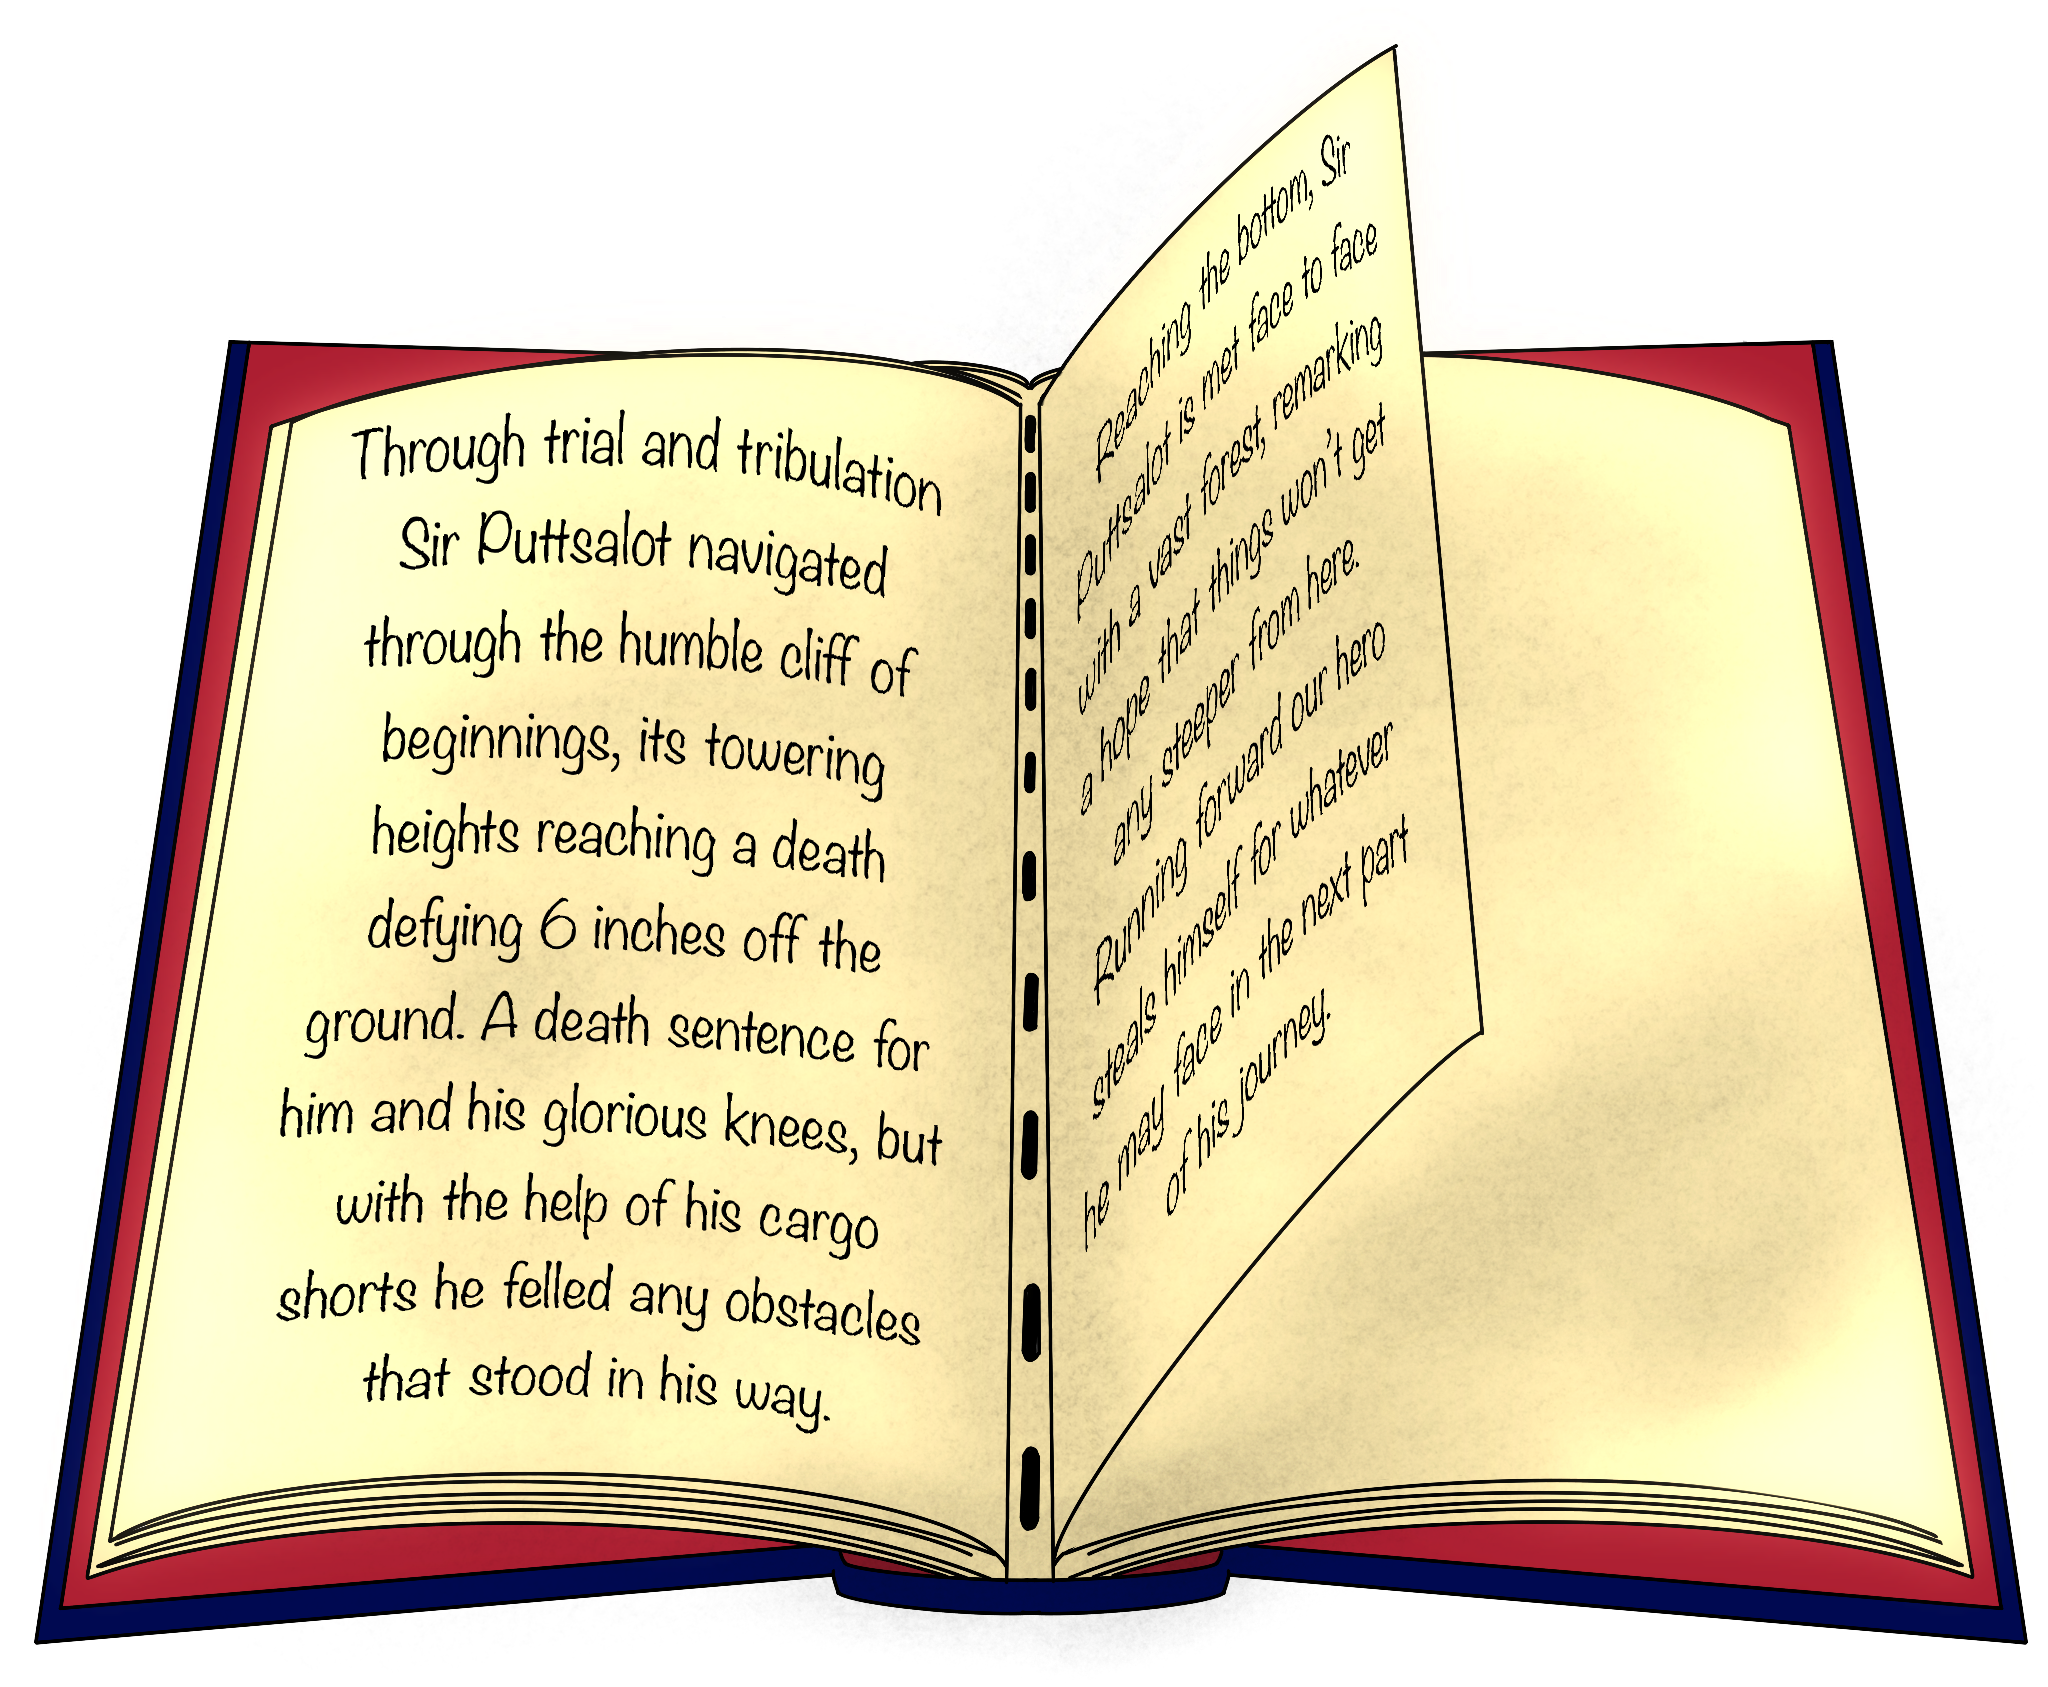 Through trial and tribulation
Sir Puttsalot navigated
through the humble cliff of
beginnings, its towering
heights reaching a death
defying 6 inches off the
ground. A death sentence for
him and his glorious knees, but
with the help of his cargo
shorts he felled any obstacles
that stood in his way.
Reaching the bottom, Sir
Puttsalot is met face to face
with a vast forest, remarking
a hope that things won't get
any steeper from here.
Running forward our hero
steals himself for whatever
he may face in the next part
of his journey.